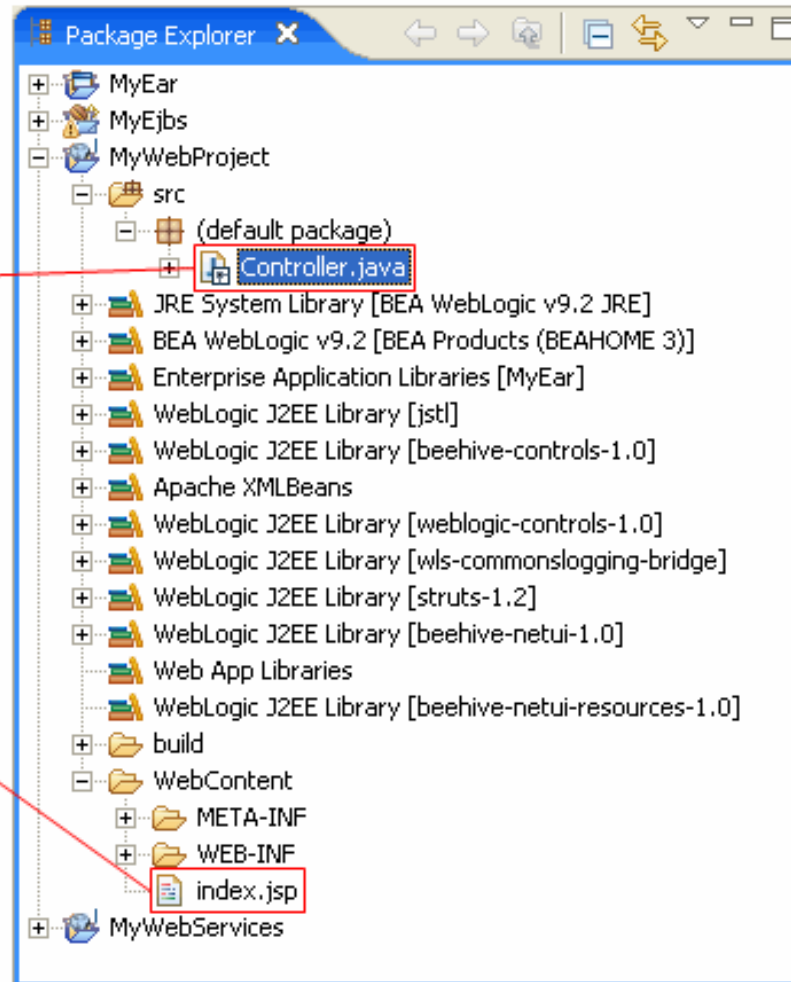 Package Explorer
MyEar
MyEjbs
MyWebProject
src
(default package)
Controller.java
JRE System Library [BEA WebLogic v9.2 JRE]
BEA WebLogic v9.2 [BEA Products (BEAHOME 3)]
Enterprise Application Libraries [MyEar]
WebLogic J2EE Library [jstl]
WebLogic J2EE Library [beehive-controls-1.0]
Apache XMLBeans
WebLogic J2EE Library [weblogic-controls-1.0]
WebLogic J2EE Library [wls-commonslogging-bridge]
WebLogic J2EE Library [struts-1.2]
WebLogic J2EE Library [beehive-netui-1.0]
Web App Libraries
WebLogic J2EE Library [beehive-netui-resources-1.0]
build
WebContent
META-INF
WEB-INF
index.jsp
MyWebServices